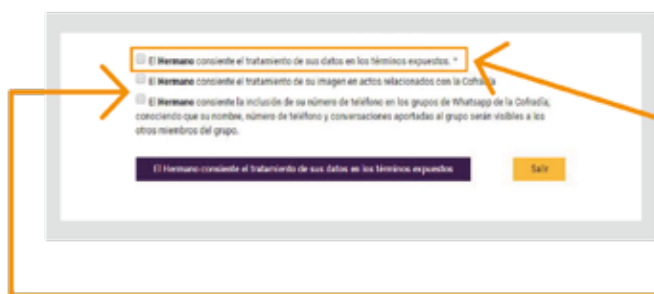 El Hermano consiente el tratamiento de sus datos en los términos expuestos. *
El Hermano consiente el tratamiento de su imagen en actos relacionados con la Cofradía
El Hermano consiente la inclusión de su número de teléfono en los grupos de Whatsapp de la Cofradía,
conociendo que su nombre, número de teléfono y conversaciones aportadas al grupo serán visibles a los
otros miembros del grupo.
El Hermano consiente el tratamiento de sus datos en los términos expuestos
Salir